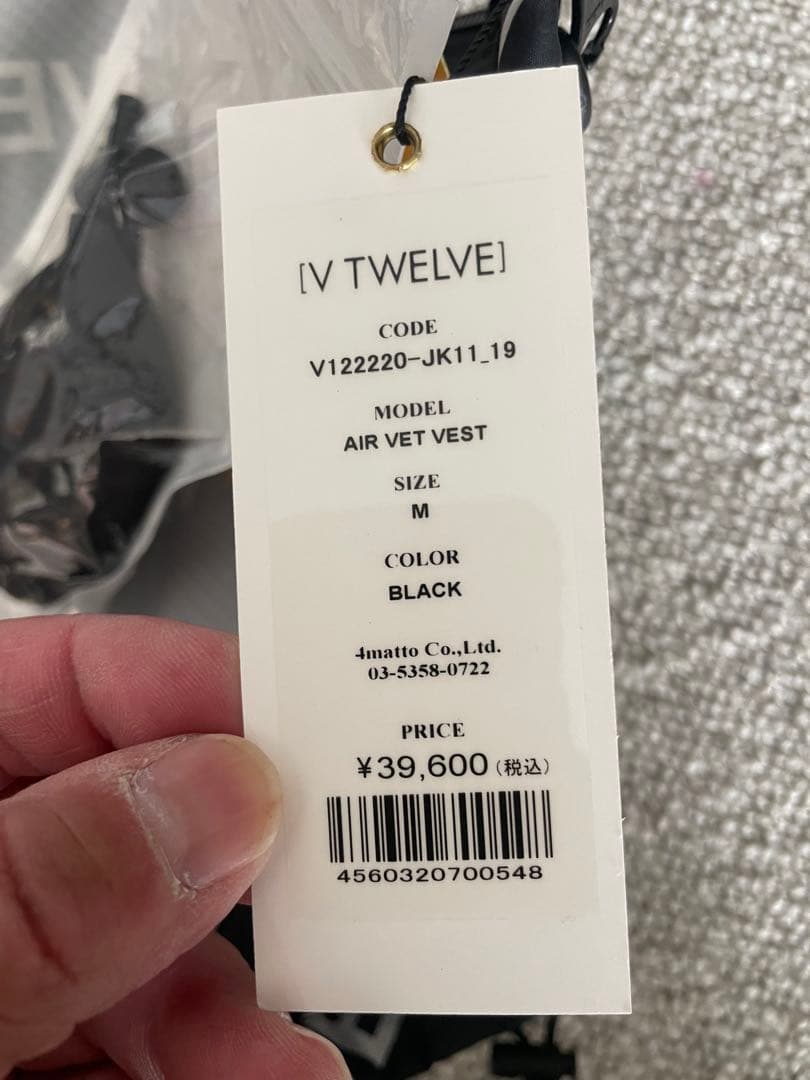 [V TWELVE]
CODE
V122220-JK11_19
MODEL
AIR VET VEST
SIZE
M
COLOR
BLACK
4matto Co.,Ltd.
03-5358-0722
PRICE
¥39,600(税込)
4560320700548